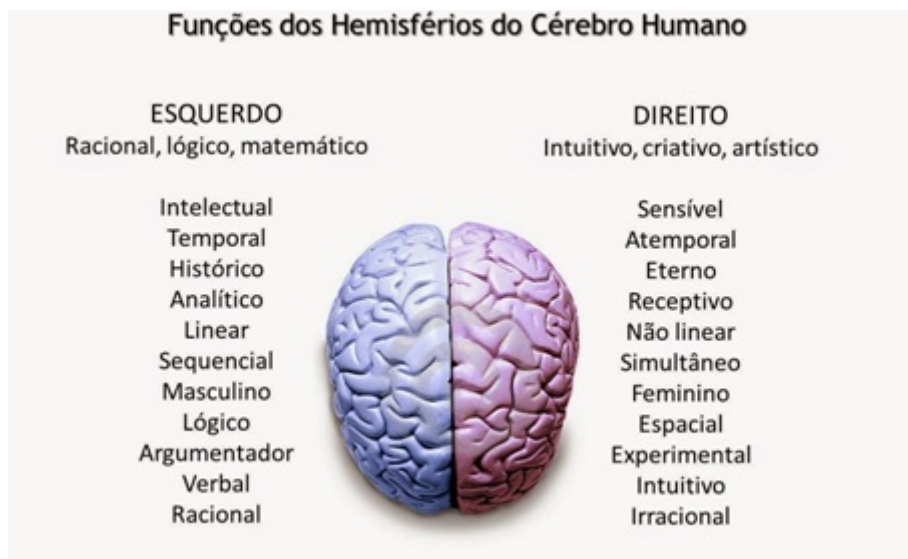 Funções dos Hemisférios do Cérebro Humano
ESQUERDO
Racional, lógico, matemático
Intelectual
Temporal
Histórico
Analítico
Linear
Sequencial
Masculino
Lógico
Argumentador
Verbal
Racional
DIREITO
Intuitivo, criativo, artístico
Sensível
Atemporal
Eterno
Receptivo
Não linear
Simultâneo
Feminino
Espacial
Experimental
Intuitivo
Irracional